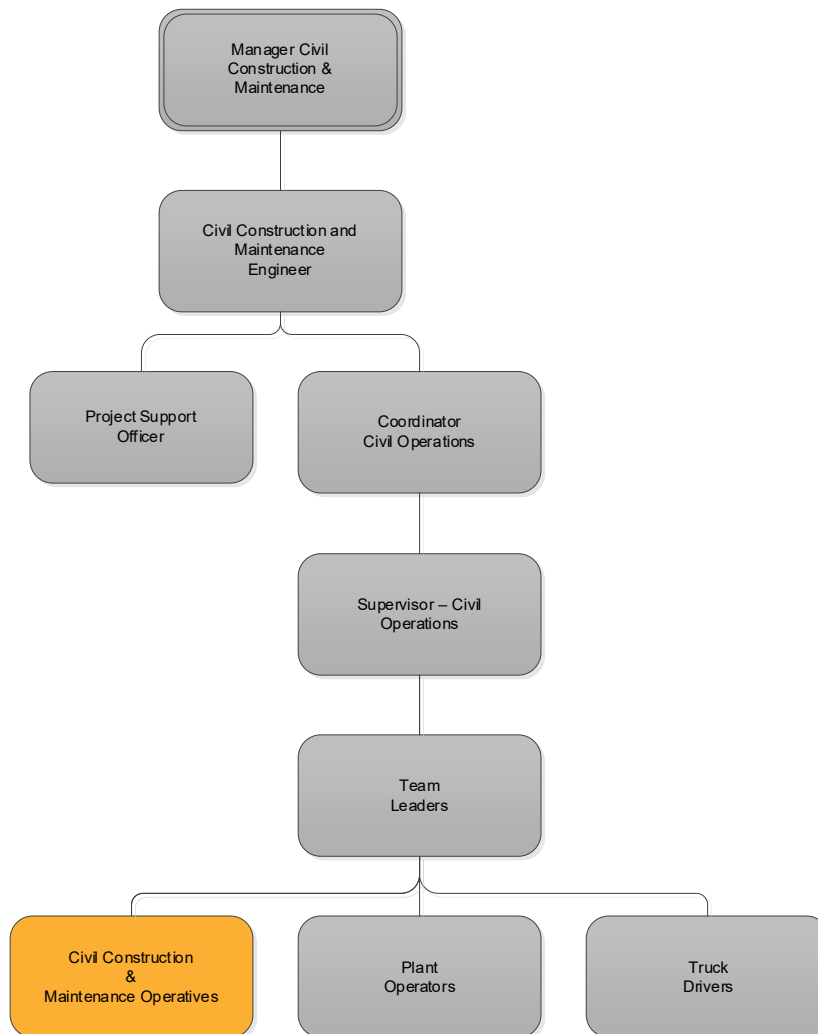 Manager Civil
Construction &
Maintenance
Civil Construction and
Maintenance
Engineer
Project Support
Officer
Coordinator
Civil Operations
Supervisor – Civil
Operations
Team
Leaders
Civil Construction
&
Maintenance Operatives
Plant
Operators
Truck
Drivers